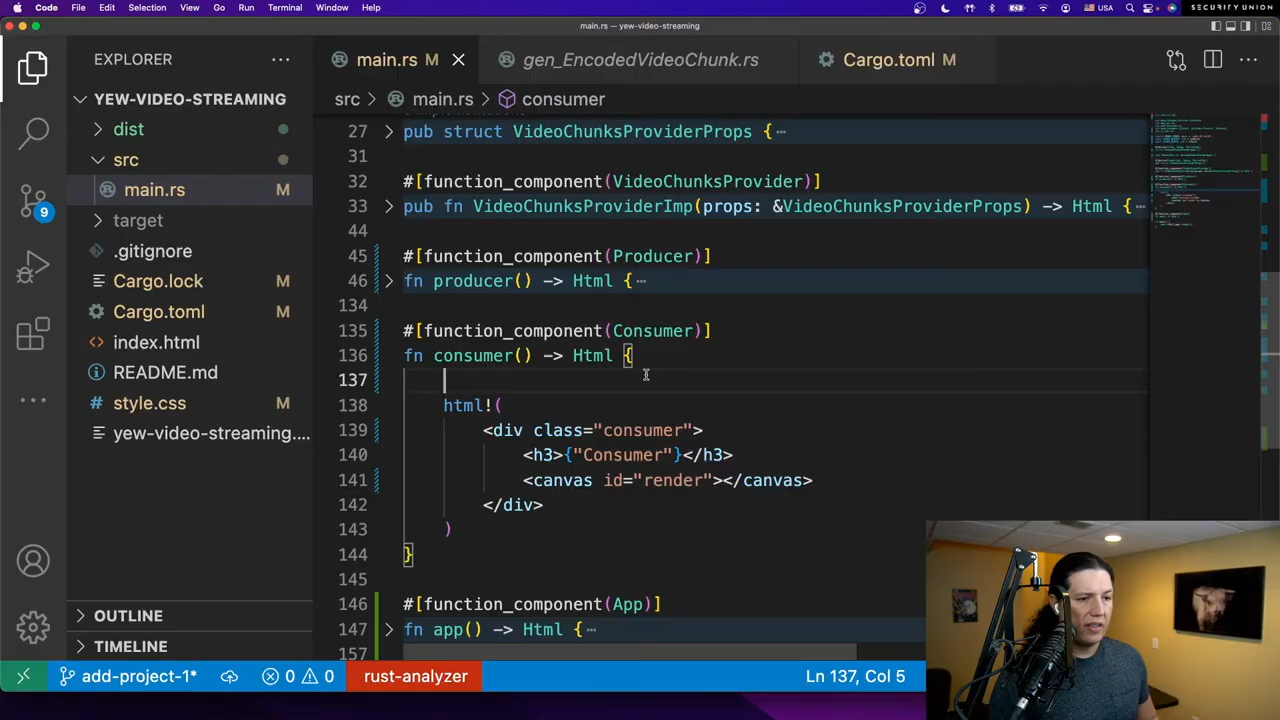 Code File Edit Selection View Go Run Terminal Window Help USA SECURITY UNION
main.rs — yew-video-streaming
EXPLORER
main.rs M
gen_EncodedVideoChunk.rs
Cargo.toml M
YEW-VIDEO-STREAMING
src > main.rs > consumer
dist
src
main.rs M
target
.gitignore
Cargo.lock M
Cargo.toml M
index.html
README.md
style.css M
yew-video-streaming....
OUTLINE
TIMELINE
9
27 pub struct VideoChunksProviderProps {…
31
32 #[function_component(VideoChunksProvider)]
33 pub fn VideoChunksProviderImp(props: &VideoChunksProviderProps) -> Html {…
44
45 #[function_component(Producer)]
46 fn producer() -> Html {…
134
135 #[function_component(Consumer)]
136 fn consumer() -> Html {
137
138 html!(
139 <div class="consumer">
140 <h3>{"Consumer"}</h3>
141 <canvas id="render"></canvas>
142 </div>
143 )
144 }
145
146 #[function_component(App)]
147 fn app() -> Html {…
157
add-project-1* 0 0 rust-analyzer Ln 137, Col 5